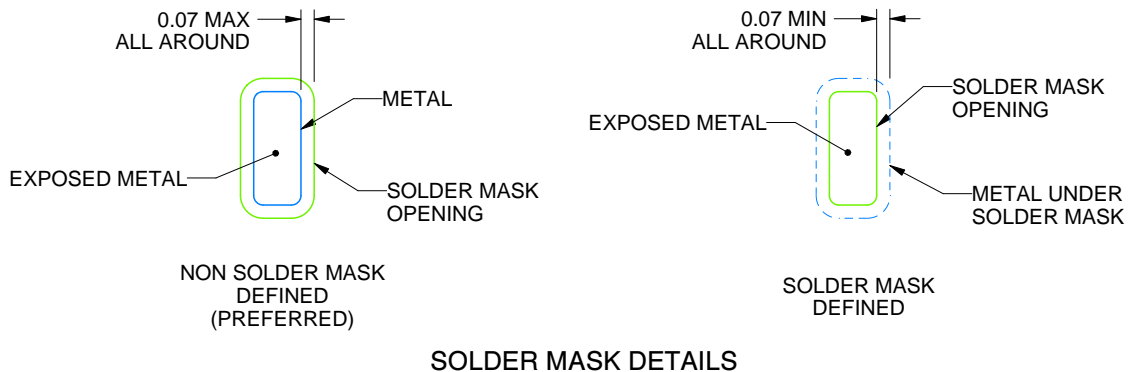 0.07 MAX
ALL AROUND
METAL
EXPOSED METAL
SOLDER MASK
OPENING
NON SOLDER MASK
DEFINED
(PREFERRED)
0.07 MIN
ALL AROUND
SOLDER MASK
OPENING
EXPOSED METAL
METAL UNDER
SOLDER MASK
SOLDER MASK
DEFINED
SOLDER MASK DETAILS